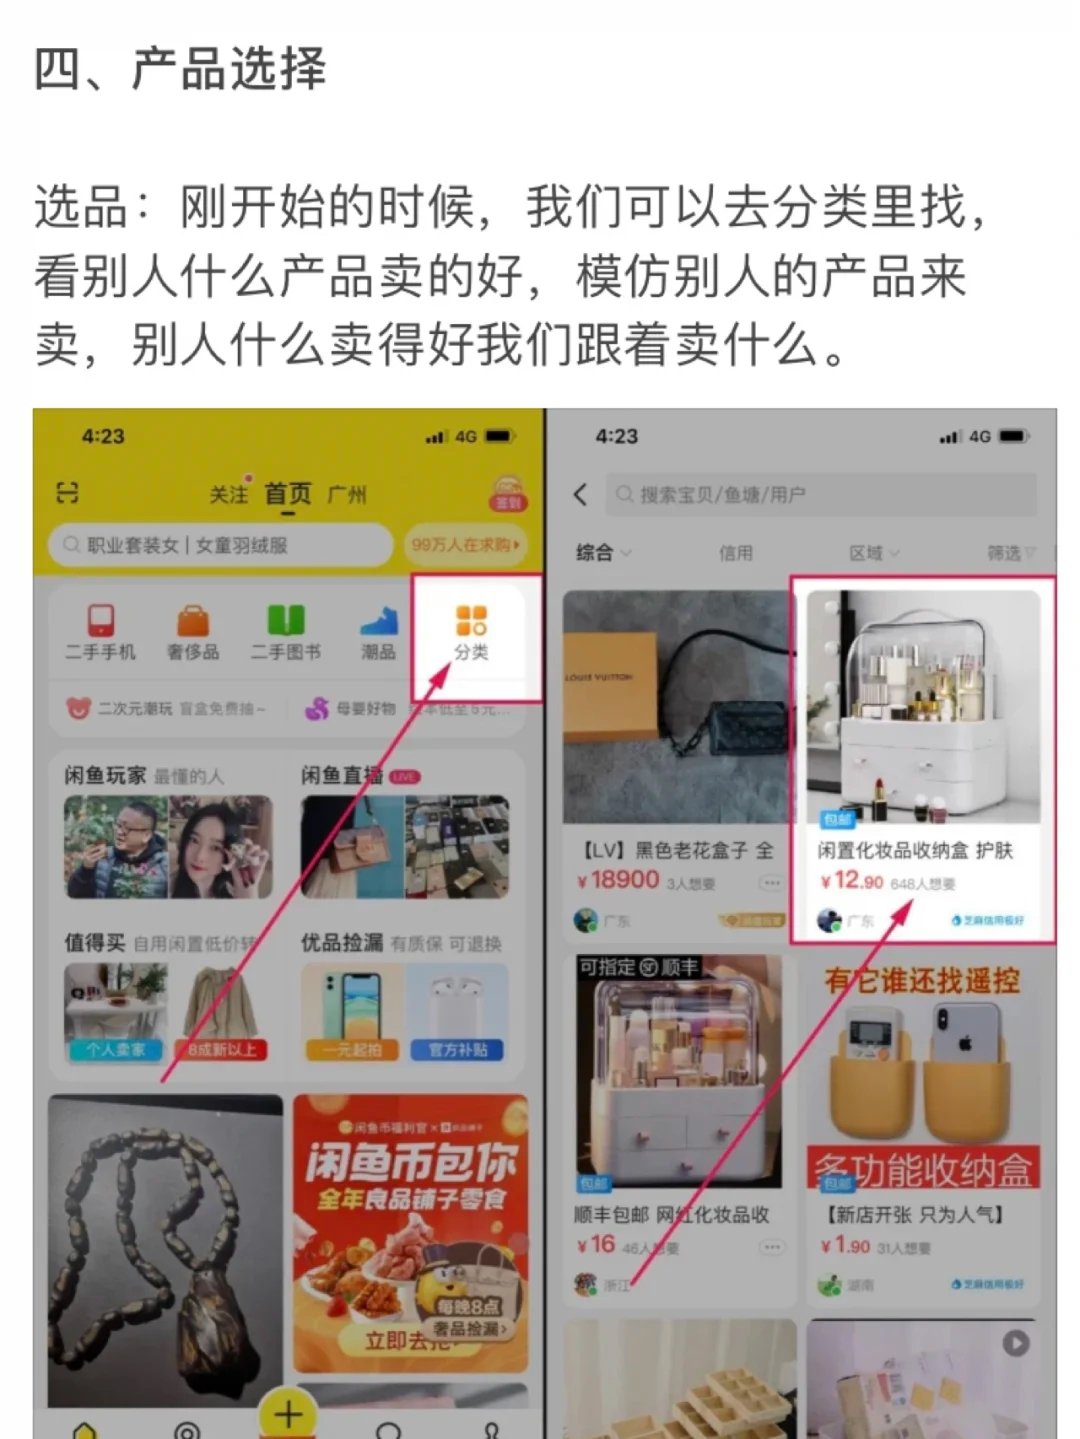 四、产品选择
选品：刚开始的时候，我们可以去分类里找，
看别人什么产品卖的好，模仿别人的产品来
卖，别人什么卖得好我们跟着卖什么。
4:23
4G
关注 首页 广州
签到
职业套装女 | 女童羽绒服
99万人在求购
二手手机 奢侈品 二手图书 潮品 分类
二次元潮玩 盲盒免费抽~ 母婴好物
闲鱼玩家 最懂的人
闲鱼直播 LIVE
值得买 自用闲置低价转
优品捡漏 有质保 可退换
个人卖家 8成新以上 一元起拍 官方补贴
闲鱼币福利官 ×
闲鱼币包你
全年良品铺子零食
每晚8点
奢品捡漏>
立即去抢
4:23
4G
搜索宝贝/鱼塘/用户
综合 信用 区域 筛选
LOUIS VUITTON
【LV】黑色老花盒子 全
¥18900 3人想要
广东
包邮
闲置化妆品收纳盒 护肤
¥12.90 648人想要
广东 芝麻信用极好
可指定 SF 顺丰
包邮
顺丰包邮 网红化妆品收
¥16 46人想要
浙江
有它谁还找遥控
多功能收纳盒
包邮
【新店开张 只为人气】
¥1.90 31人想要
湖南 芝麻信用极好